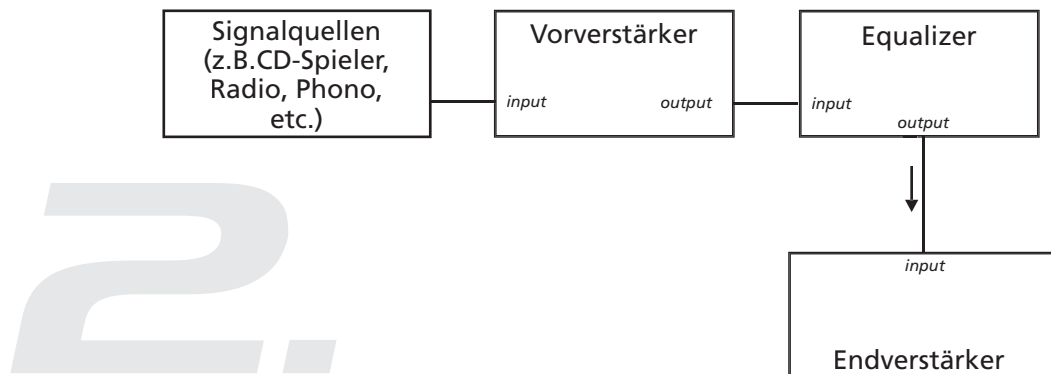 Signalquellen
(z.B.CD-Spieler,
Radio, Phono,
etc.)
Vorverstärker
input
output
Equalizer
input
output
2.
input
Endverstärker